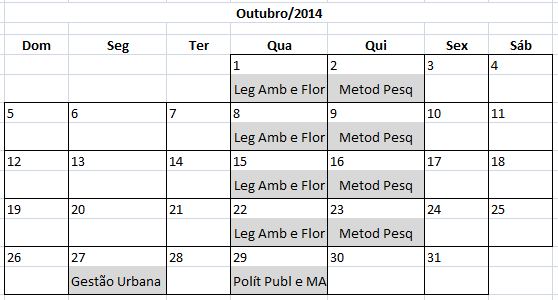 Outubro/2014
Dom Seg Ter Qua Qui Sex Sáb
1 2 3 4
Leg Amb e Flor Metod Pesq
5 6 7 8 9 10 11
Leg Amb e Flor Metod Pesq
12 13 14 15 16 17 18
Leg Amb e Flor Metod Pesq
19 20 21 22 23 24 25
Leg Amb e Flor Metod Pesq
26 27 28 29 30 31
Gestão Urbana Polít Publ e MA